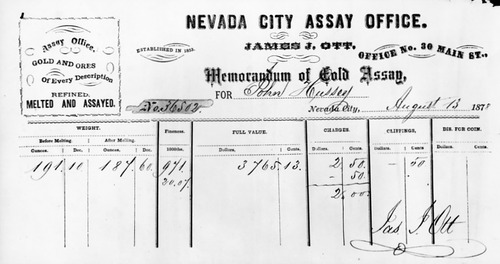 NEVADA CITY ASSAY OFFICE.
Assay Office.
GOLD AND ORES
Of Every Description
REFINED.
MELTED AND ASSAYED.
ESTABLISHED IN 1853.
JAMES J. OTT,
OFFICE No. 30 MAIN ST.,
Memorandum of Gold Assay,
FOR John Hussey
No. 36502.
Nevada City, August 13 187
WEIGHT. Fineness. FULL VALUE. CHARGES. CLIPPINGS. DIS. FOR COIN.
Before Melting. After Melting. 1000ths.
Ounces. Dec. Ounces. Dec. Dollars. Cents. Dollars. Cents. Dollars. Cents Dollars. Cents.
191.10 187.60 971 3765.13 2.50 - 50
20.07 - 50
2.00
Jas J Ott